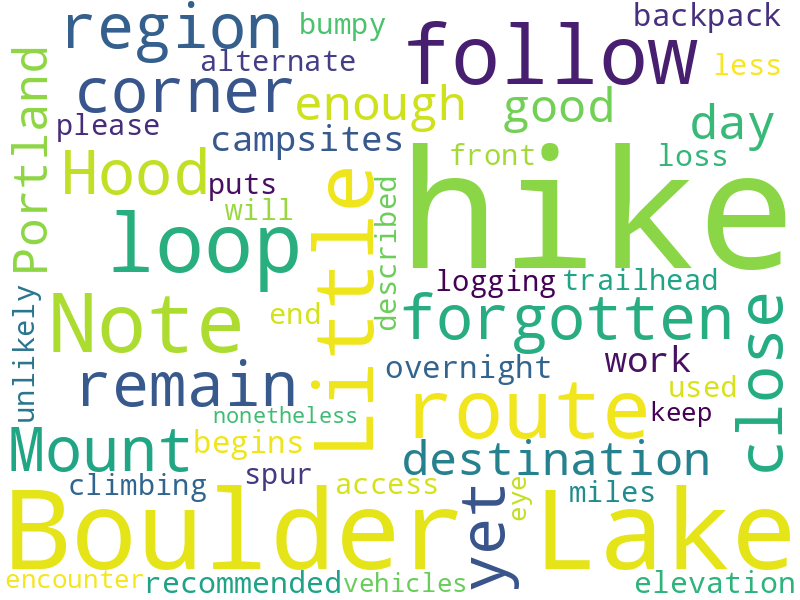 region
bumpy
follow
backpack
alternate
less
Portland
corner
enough
good
day
please
campsites
front
loss
Hood
puts
will
Little
described
hike
loop
logging
trailhead
unlikely
Note
end
forgotten
close
remain
overnight
work
nonetheless
route
used
keep
Mount
begins
destination
climbing
spur
access
yet
eye
miles
Boulder
Lake
encounter
recommended
vehicles
elevation